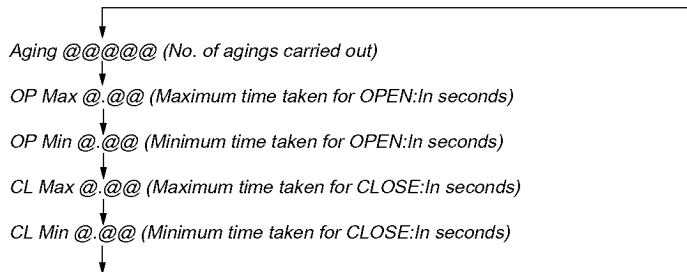 Aging @@@@@ (No. of agings carried out)
OP Max @.@@ (Maximum time taken for OPEN:In seconds)
OP Min @.@@ (Minimum time taken for OPEN:In seconds)
CL Max @.@@ (Maximum time taken for CLOSE:In seconds)
CL Min @.@@ (Minimum time taken for CLOSE:In seconds)